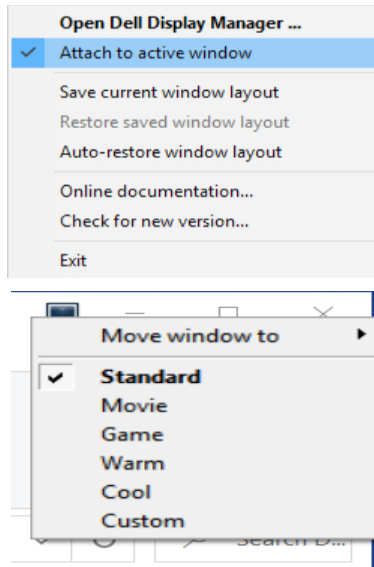 Open Dell Display Manager ...
Attach to active window
Save current window layout
Restore saved window layout
Auto-restore window layout
Online documentation...
Check for new version...
Exit
Move window to
Standard
Movie
Game
Warm
Cool
Custom
Search D...